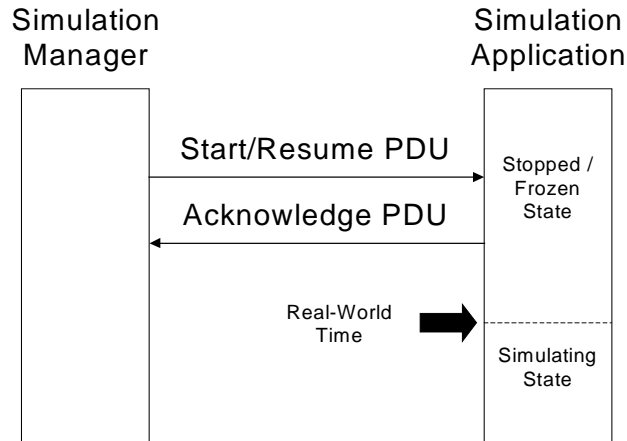 Simulation
Manager
Simulation
Application
Start/Resume PDU
Stopped /
Frozen
State
Acknowledge PDU
Real-World
Time
Simulating
State